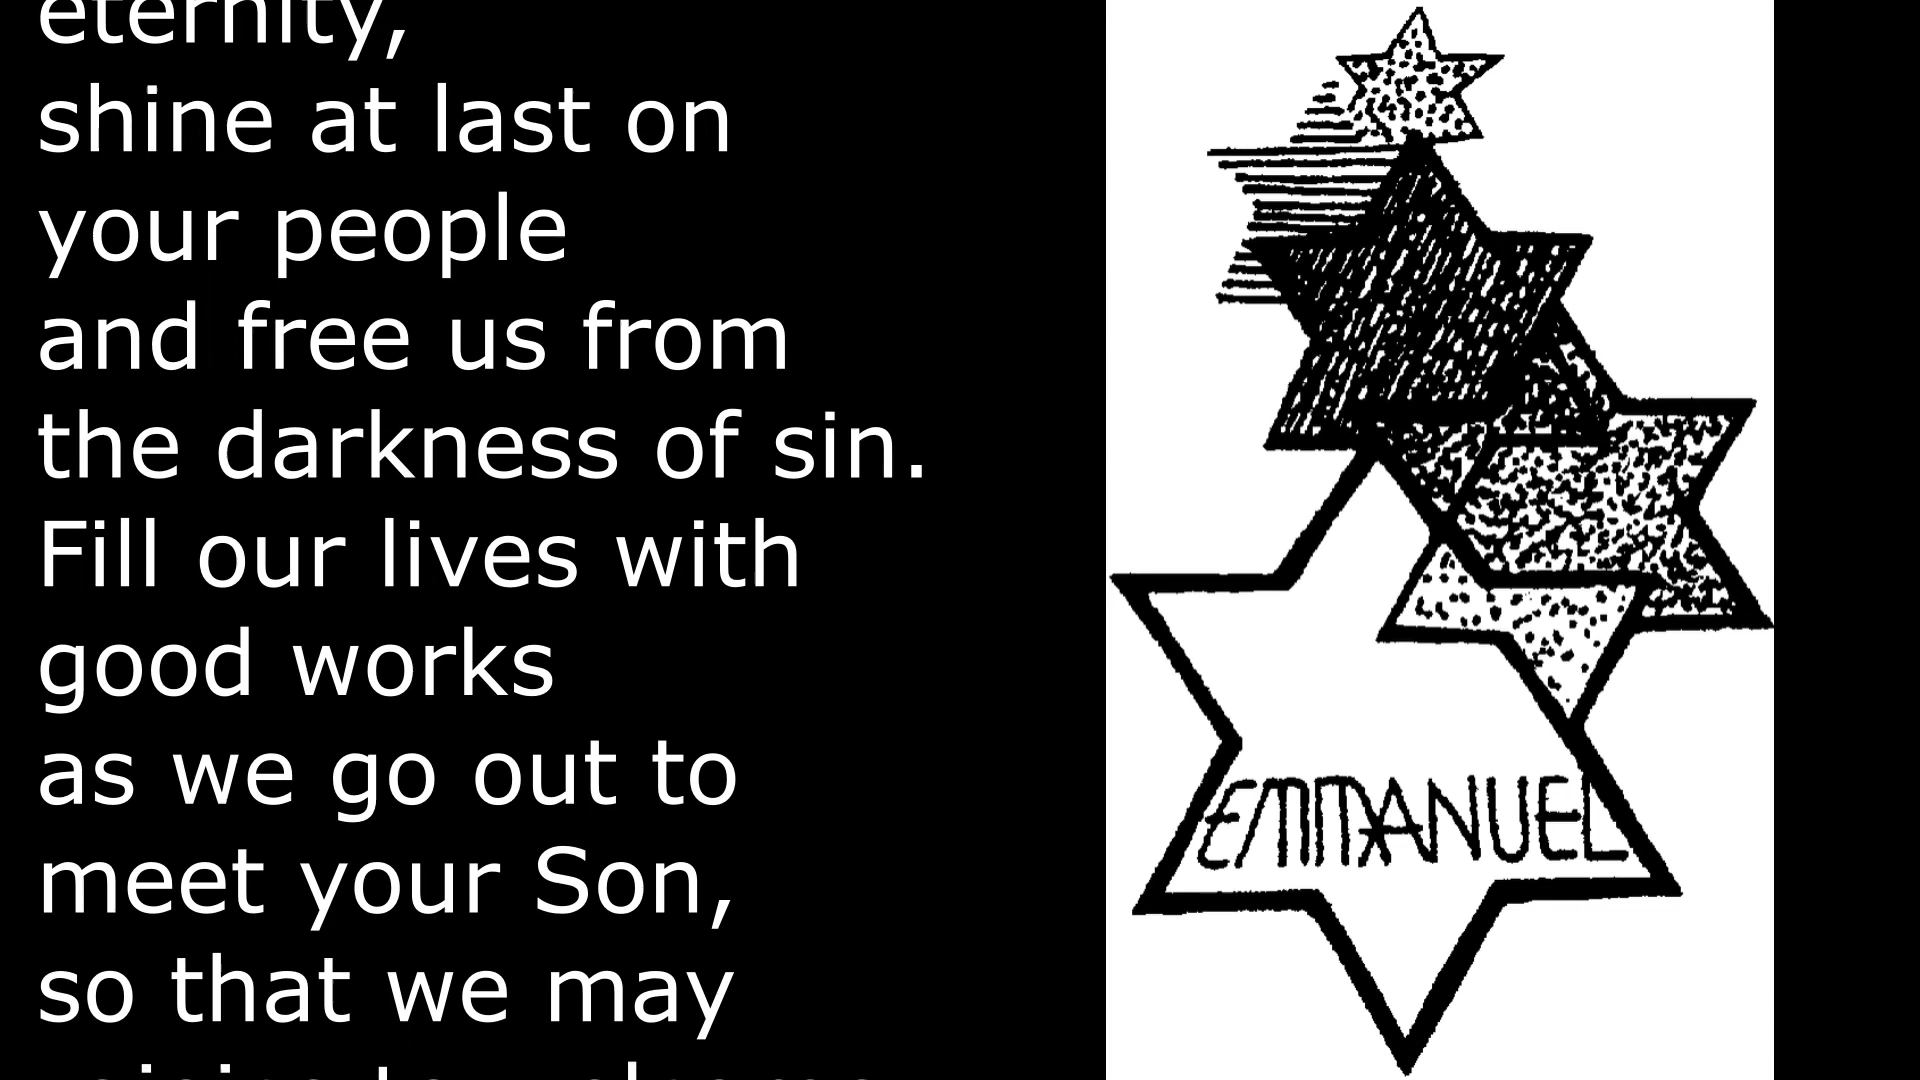 eternity,
shine at last on
your people
and free us from
the darkness of sin.
Fill our lives with
good works
as we go out to
meet your Son,
so that we may
EMMANUEL